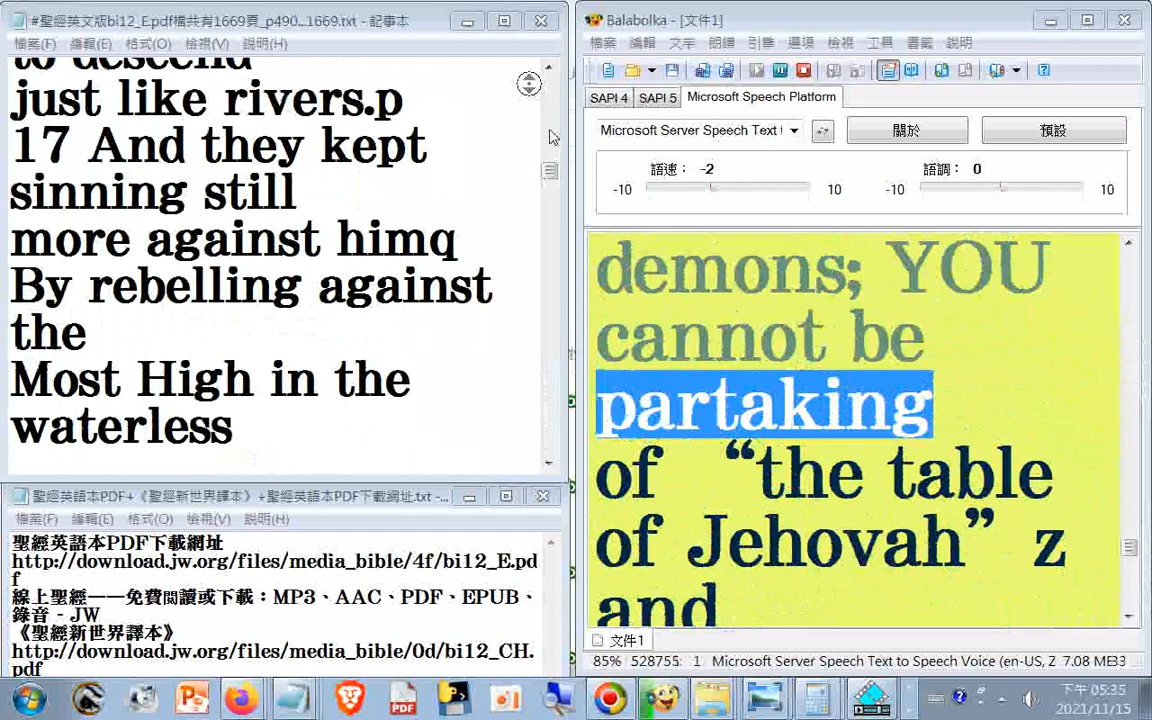 #聖經英文版bi12_E.pdf檔共有1669頁_p490...1669.txt - 記事本
檔案(F) 編輯(E) 格式(O) 檢視(V) 說明(H)
to descend
just like rivers.p
17 And they kept
sinning still
more against himq
By rebelling against
the
Most High in the
waterless
聖經英語本PDF+《聖經新世界譯本》+聖經英語本PDF下載網址.txt - ...
檔案(F) 編輯(E) 格式(O) 檢視(V) 說明(H)
聖經英語本PDF下載網址
http://download.jw.org/files/media_bible/4f/bi12_E.pd
f
線上聖經——免費閱讀或下載：MP3、AAC、PDF、EPUB、
錄音 - JW
《聖經新世界譯本》
http://download.jw.org/files/media_bible/0d/bi12_CH.
pdf
Balabolka - [文件1]
檔案 編輯 文字 朗讀 引擎 選項 檢視 工具 書籤 說明
SAPI 4 SAPI 5 Microsoft Speech Platform
Microsoft Server Speech Text 關於 預設
語速： -2 語調： 0
-10 10 -10 10
demons; YOU
cannot be
partaking
of “the table
of Jehovah” z
and
文件1
85% 528755: 1 Microsoft Server Speech Text to Speech Voice (en-US, Z 7.08 ME33
PDF
下午 05:35
2021/11/15